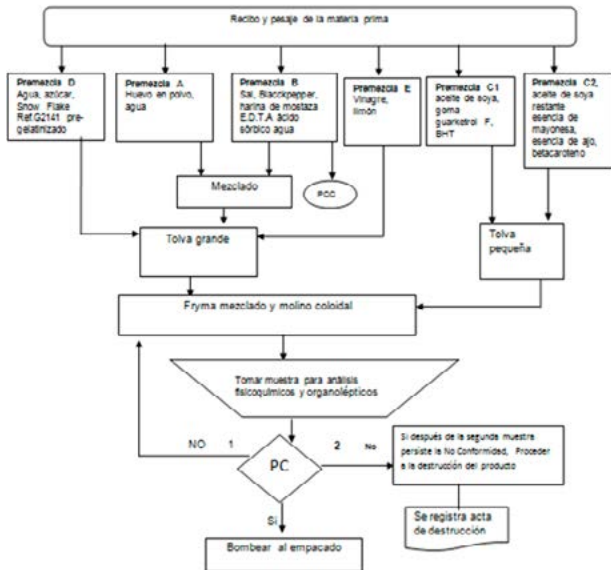 Recibo y pesaje de la materia prima
Premezcla D
Agua, azúcar,
Snow Flake
Ref.G2141 pre-
gelatinizado
Premezcla A
Huevo en polvo,
agua
Premezcla B
Sal, Blacckpepper,
harina de mostaza
E.D.T.A ácido
sórbico agua
Premezcla E
Vinagre,
limón
Premezcla C1
aceite de soya,
goma
guarketrol F,
BHT
Premezcla C2,
aceite de soya
restante
esencia de
mayonesa,
esencia de ajo,
betacaroteno
Mezclado
PCC
Tolva grande
Tolva
pequeña
Fryma mezclado y molino coloidal
Tomar muestra para análisis
fisicoquímicos y organolépticos
NO 1
2 No
PC
Si después de la segunda muestra
persiste la No Conformidad, Proceder
a la destrucción del producto
Si
Se registra acta
de destrucción
Bombear al empacado